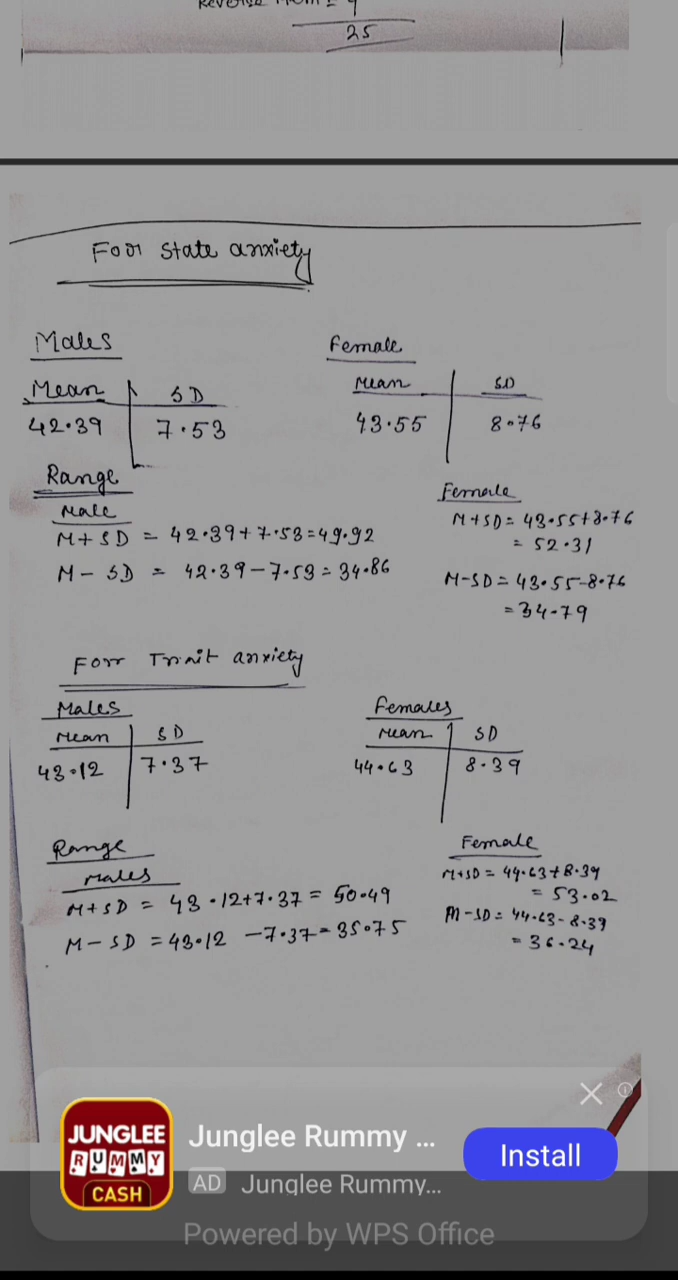 Reverse Item = 9
25
Foor State anxiety
Males
Mean SD
42.39 7.53
Female
Mean SD
43.55 8.76
Range
Male
M+SD = 42.39+7.53=49.92
M-SD = 42.39-7.53=34.86
Female
M+SD=43.55+8.76
= 52.31
M-SD=43.55-8.76
=34.79
Forr Trait anxiety
Males
Mean SD
43.12 7.37
Females
Mean SD
44.63 8.39
Range
Males
M+SD = 43.12+7.37= 50.49
M-SD =43.12 -7.37=35.75
Female
M+SD= 44.63+8.39
= 53.02
M-SD= 44.63-8.39
= 36.24
JUNGLEE
RUMMY
CASH
Junglee Rummy ...
AD Junglee Rummy...
Install
Powered by WPS Office